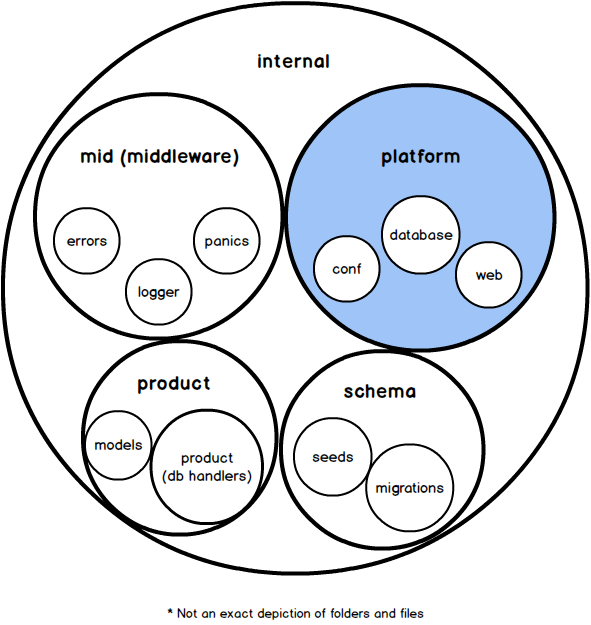 internal
mid (middleware)
platform
errors
panics
logger
database
conf
web
product
schema
models
product
(db handlers)
seeds
migrations
* Not an exact depiction of folders and files